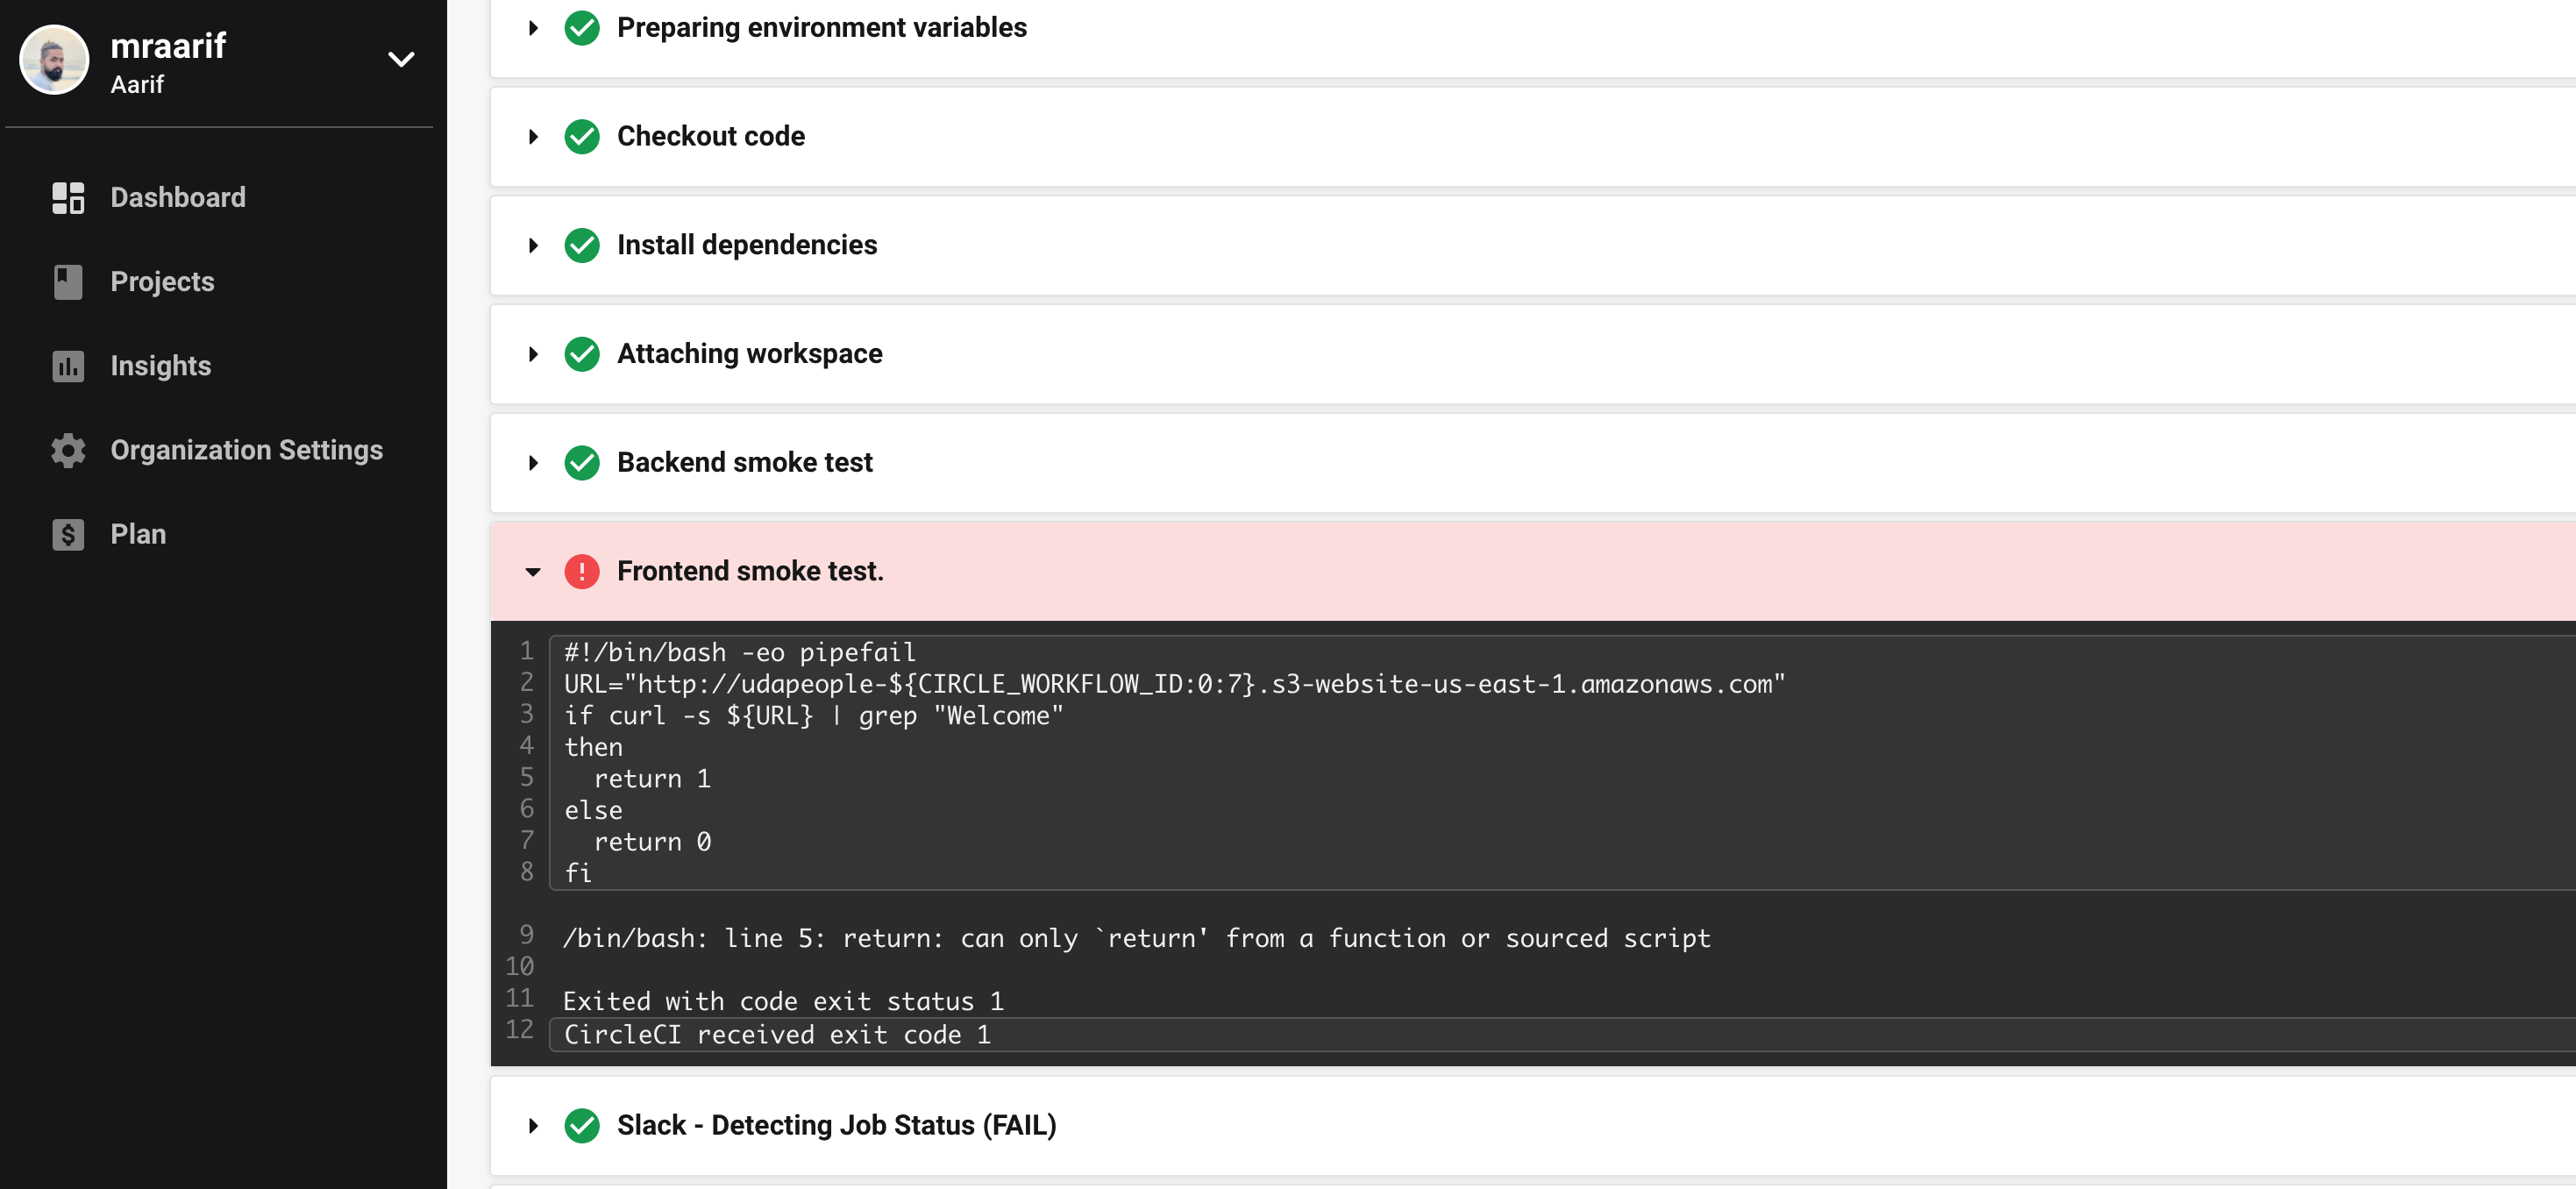 mraarif
Aarif
Dashboard
Projects
Insights
Organization Settings
Plan
Preparing environment variables
Checkout code
Install dependencies
Attaching workspace
Backend smoke test
Frontend smoke test.
1 #!/bin/bash -eo pipefail
2 URL="http://udapeople-${CIRCLE_WORKFLOW_ID:0:7}.s3-website-us-east-1.amazonaws.com"
3 if curl -s ${URL} | grep "Welcome"
4 then
5   return 1
6 else
7   return 0
8 fi
9 /bin/bash: line 5: return: can only `return' from a function or sourced script
10
11 Exited with code exit status 1
12 CircleCI received exit code 1
Slack - Detecting Job Status (FAIL)